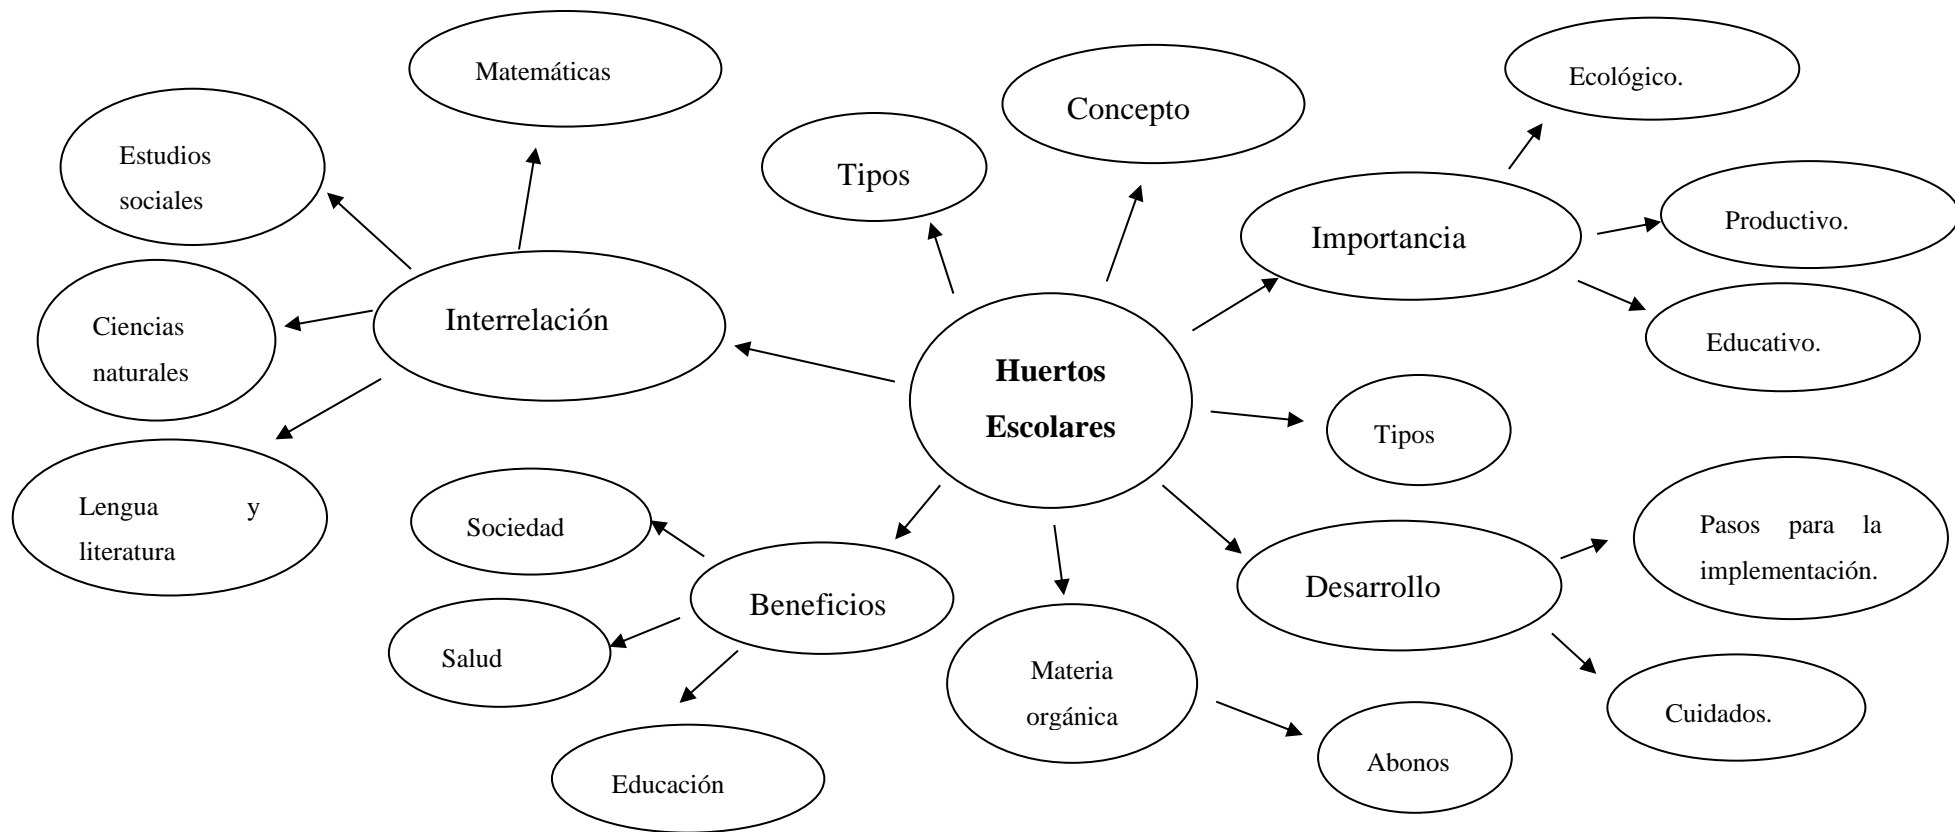 Matemáticas
Ecológico.
Concepto
Estudios
sociales
Tipos
Productivo.
Importancia
Interrelación
Ciencias
naturales
Educativo.
Huertos
Escolares
Tipos
Lengua y
literatura
Sociedad
Pasos para la
implementación.
Desarrollo
Beneficios
Salud
Materia
orgánica
Cuidados.
Abonos
Educación